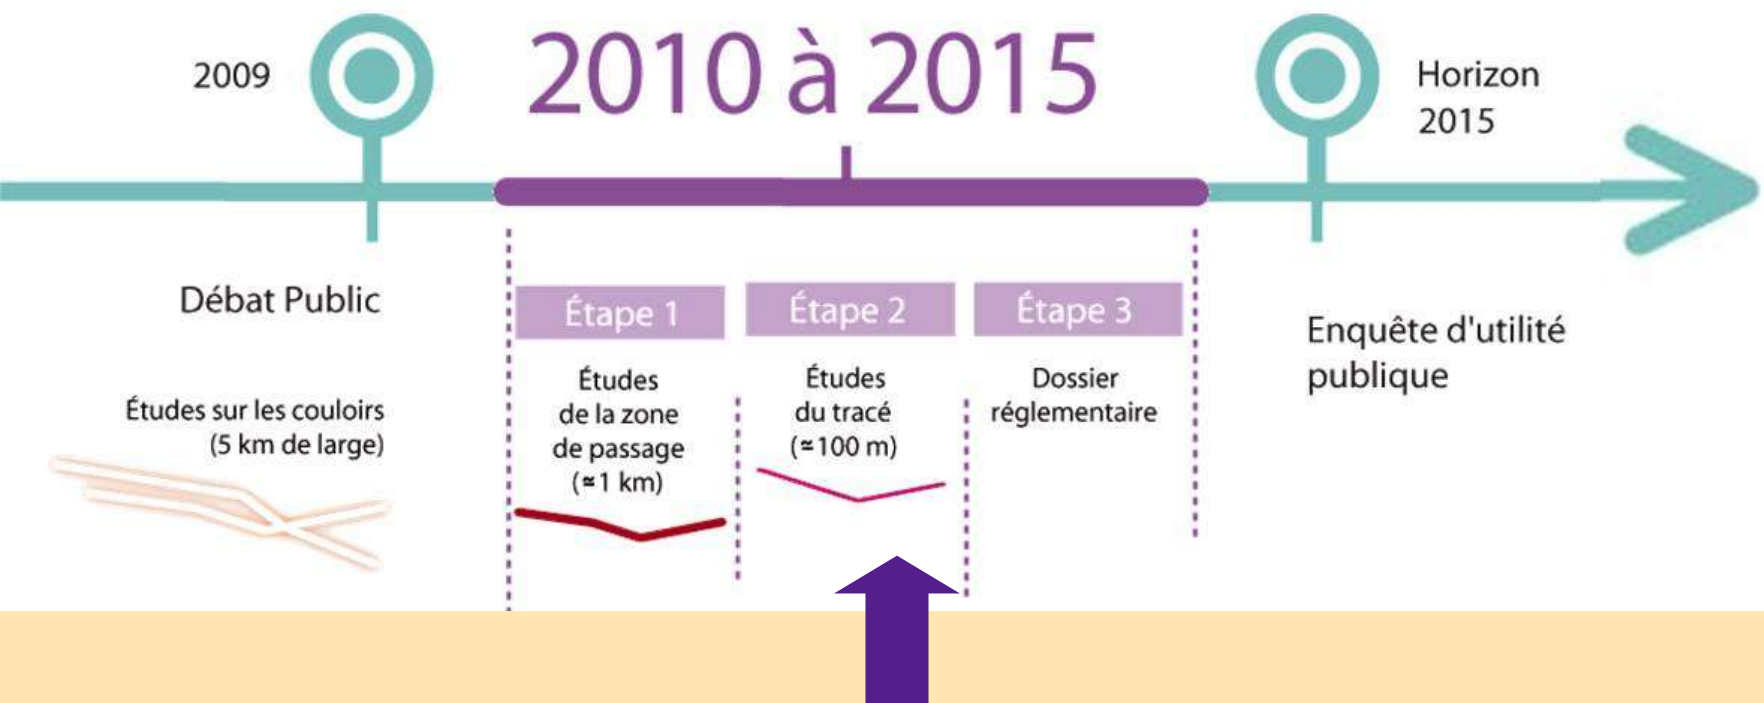 2009
2010 à 2015
Horizon
2015
Débat Public
Études sur les couloirs
(5 km de large)
Étape 1
Études
de la zone
de passage
(≃1 km)
Étape 2
Études
du tracé
(≃100 m)
Étape 3
Dossier
réglementaire
Enquête d'utilité
publique